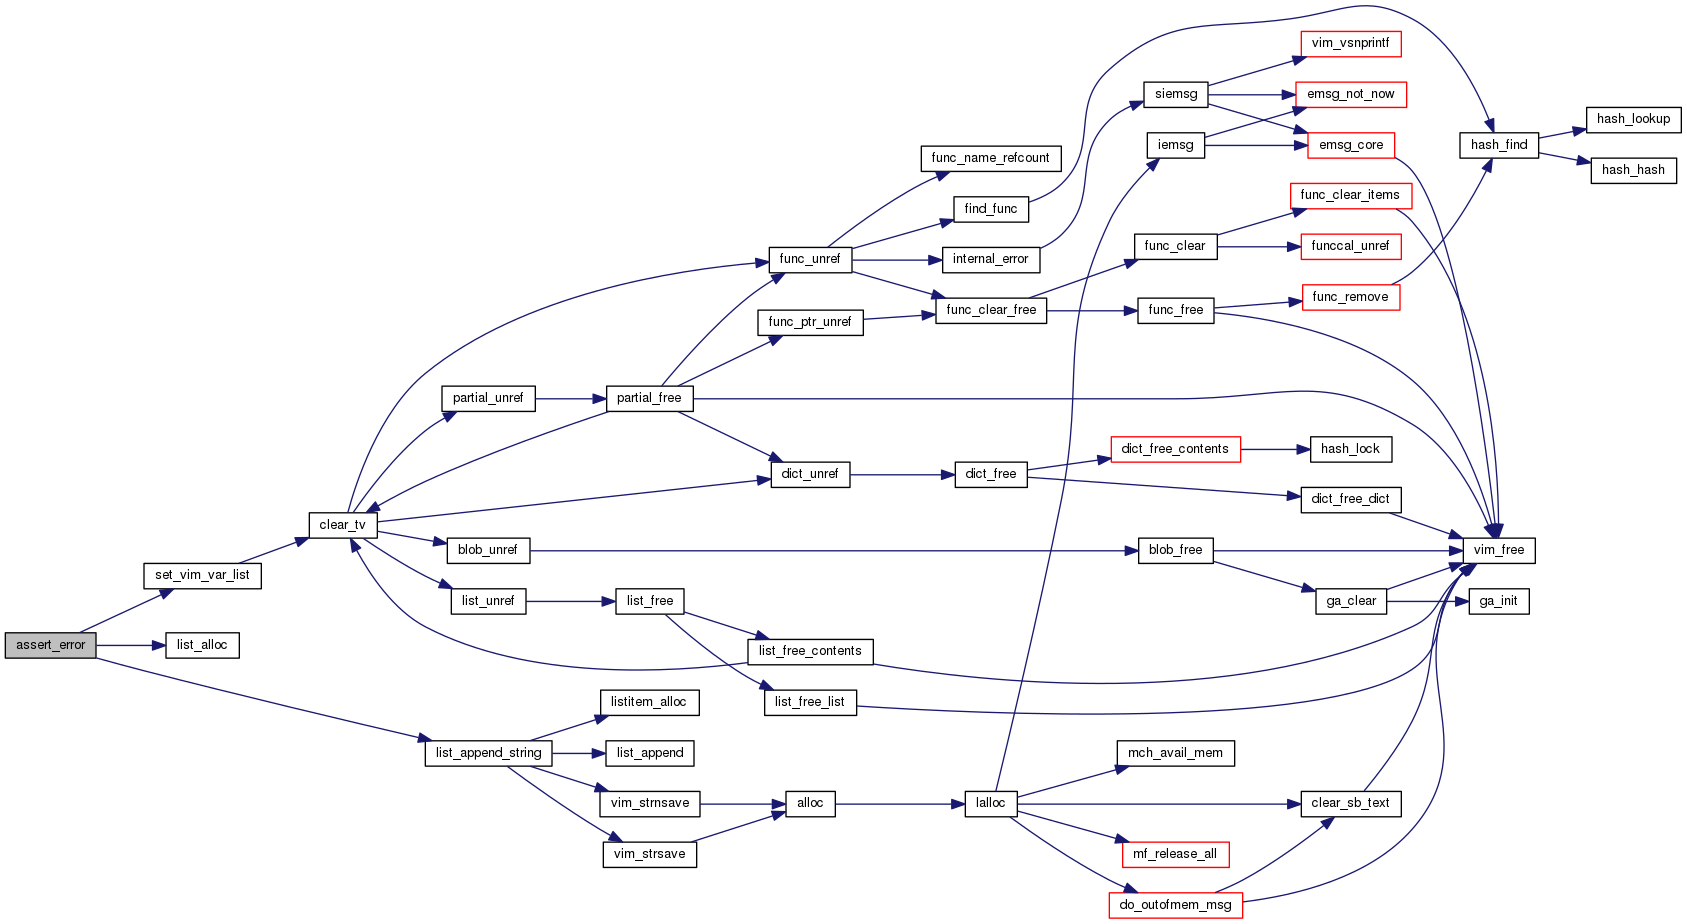 assert_error
set_vim_var_list
list_alloc
list_append_string
clear_tv
partial_unref
blob_unref
list_unref
listitem_alloc
list_append
vim_strnsave
vim_strsave
partial_free
list_free
func_unref
func_ptr_unref
dict_unref
list_free_contents
list_free_list
alloc
func_name_refcount
find_func
internal_error
func_clear_free
dict_free
lalloc
siemsg
iemsg
func_clear
func_free
dict_free_contents
blob_free
mch_avail_mem
mf_release_all
do_outofmem_msg
vim_vsnprintf
emsg_not_now
emsg_core
func_clear_items
funccal_unref
func_remove
hash_lock
dict_free_dict
ga_clear
clear_sb_text
hash_find
vim_free
ga_init
hash_lookup
hash_hash